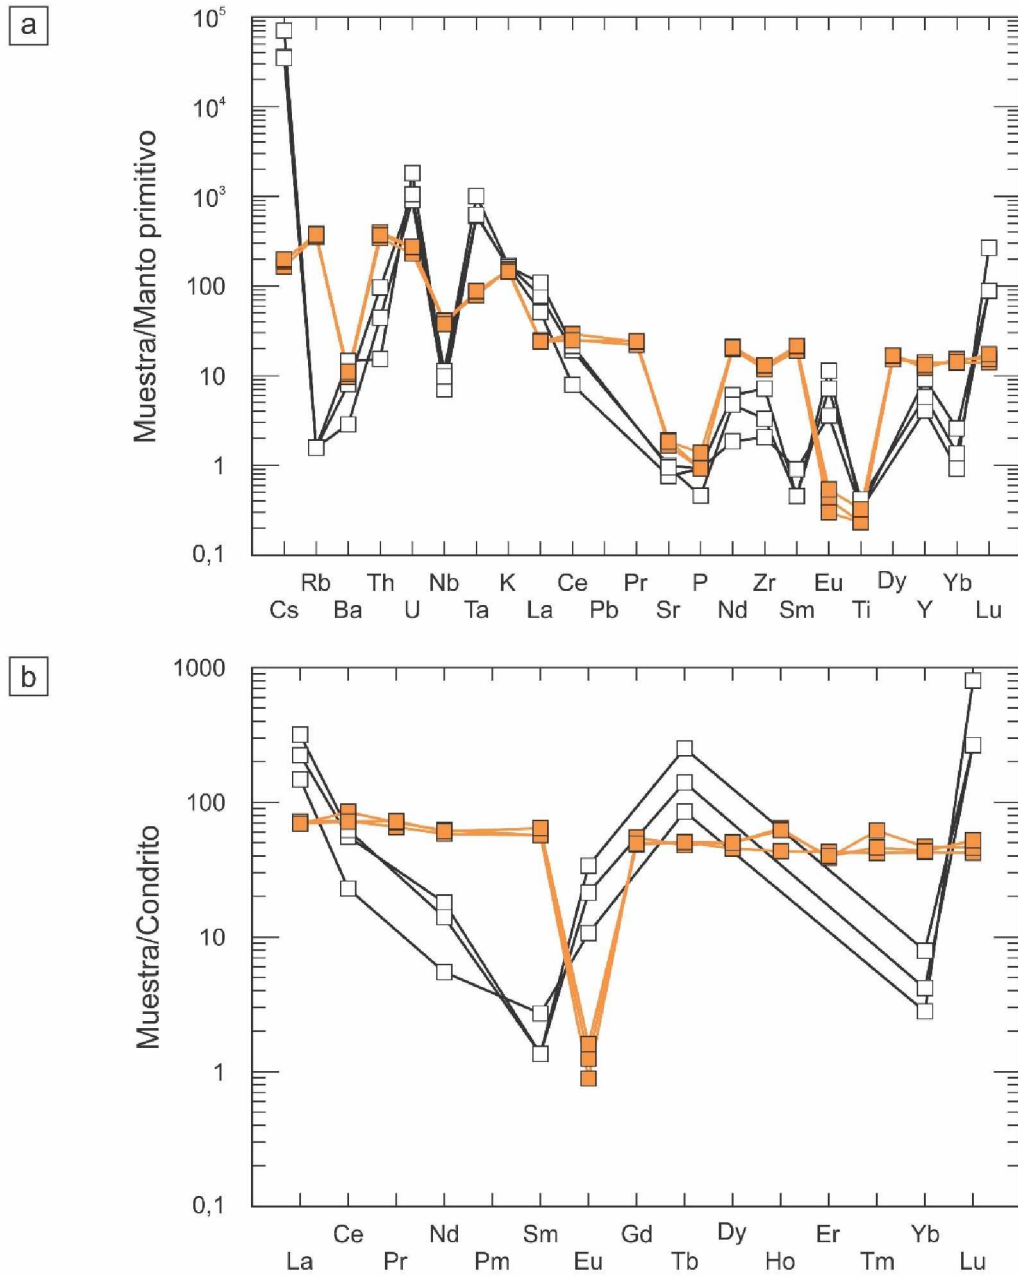 a
Muestra/Manto primitivo
10⁵
10⁴
10³
100
10
1
0,1
Rb Th Nb K Ce Pr P Zr Eu Dy Yb
Cs Ba U Ta La Pb Sr Nd Sm Ti Y Lu
b
Muestra/Condrito
1000
100
10
1
0,1
Ce Nd Sm Gd Dy Er Yb
La Pr Pm Eu Tb Ho Tm Lu